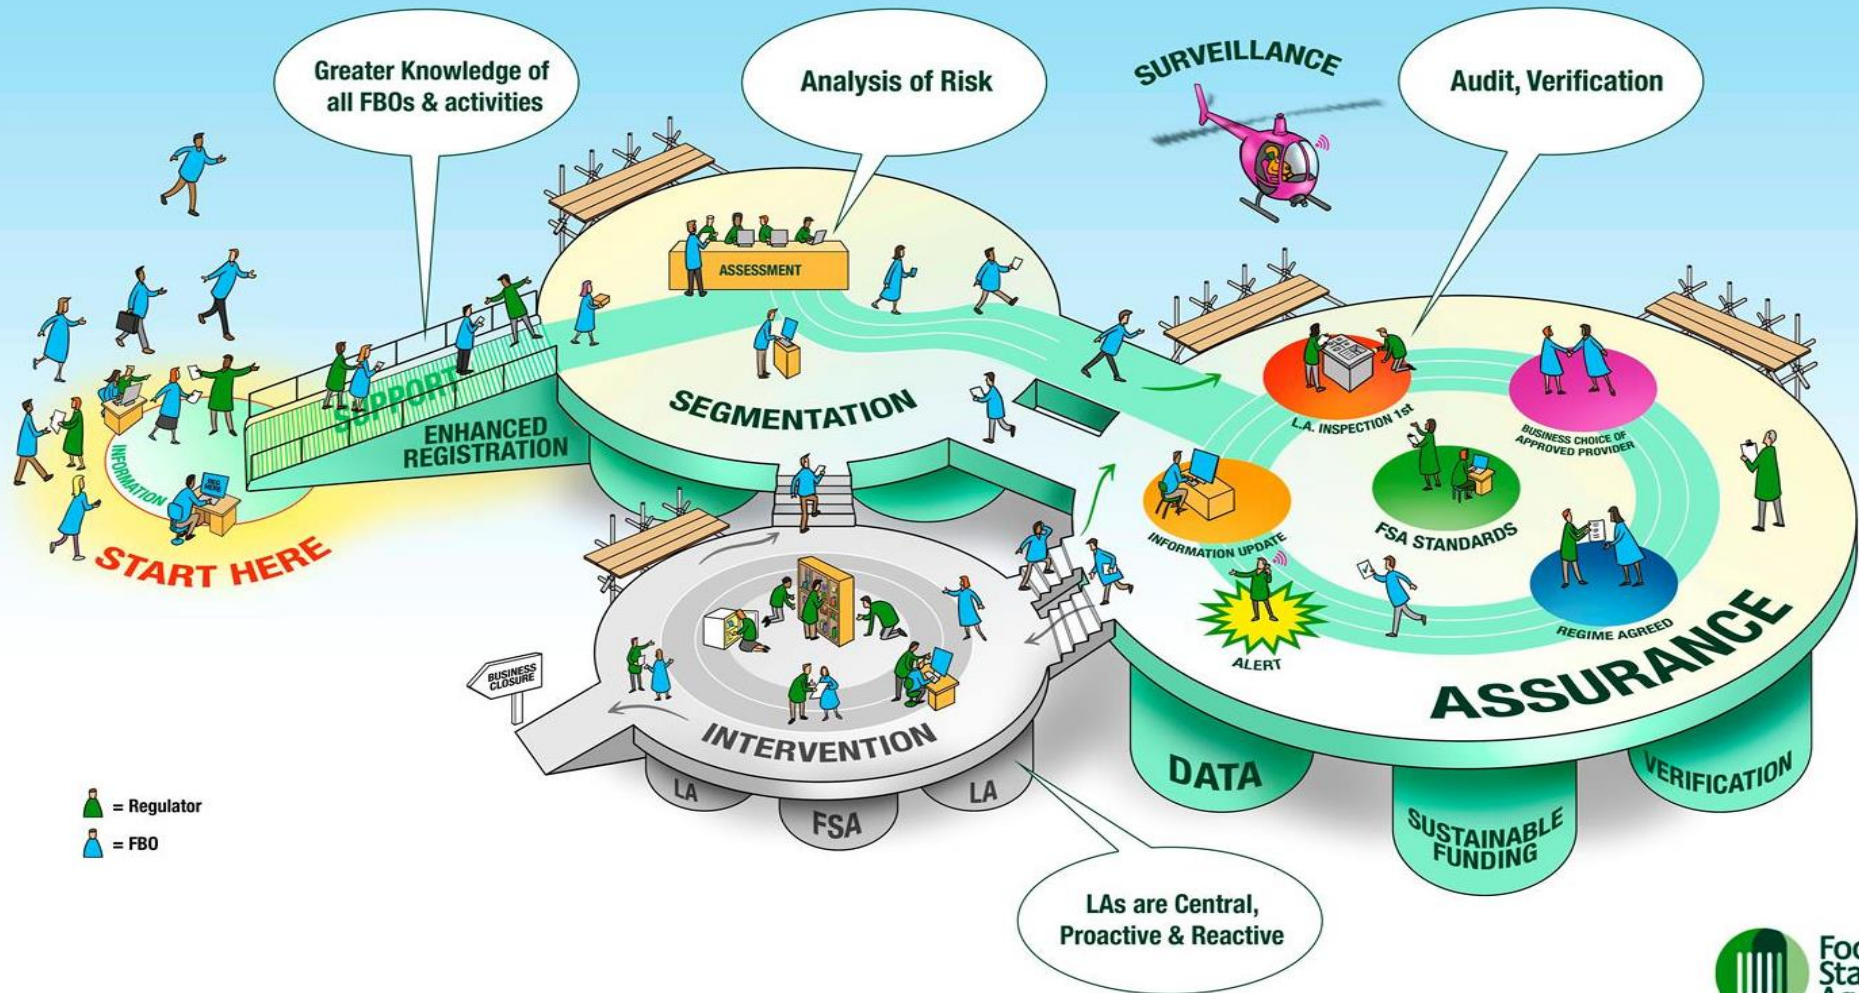 Greater Knowledge of
all FBOs & activities
Analysis of Risk
SURVEILLANCE
Audit, Verification
ASSESSMENT
SEGMENTATION
SUPPORT
ENHANCED
REGISTRATION
INFORMATION
REG
HERE
START HERE
L.A. INSPECTION 1st
BUSINESS CHOICE OF
APPROVED PROVIDER
INFORMATION UPDATE
FSA STANDARDS
REGIME AGREED
ALERT
ASSURANCE
BUSINESS
CLOSURE
INTERVENTION
LA
FSA
LA
DATA
SUSTAINABLE
FUNDING
VERIFICATION
= Regulator
= FBO
LAs are Central,
Proactive & Reactive